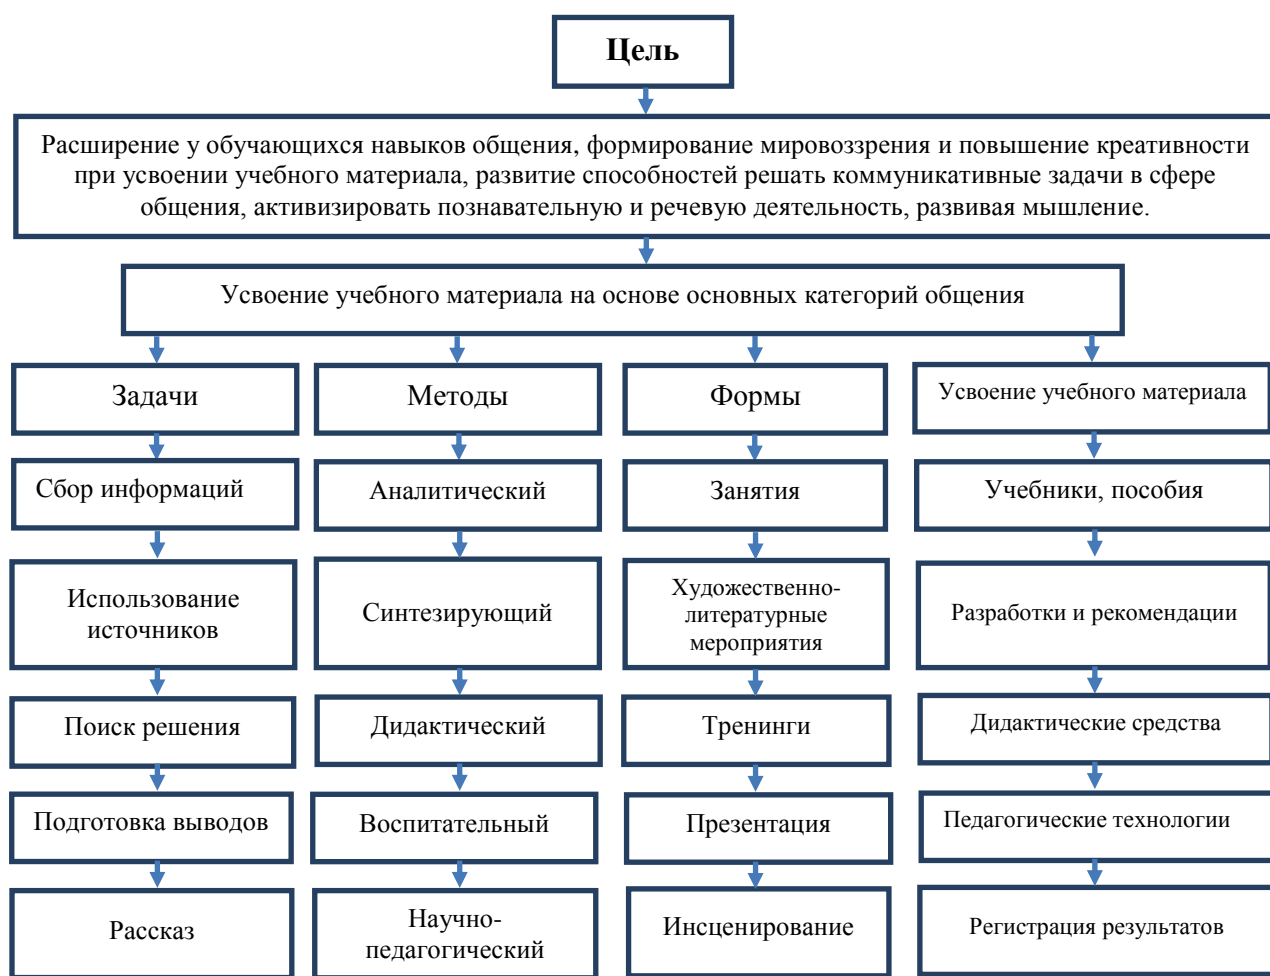 Цель
Расширение у обучающихся навыков общения, формирование мировоззрения и повышение креативности
при усвоении учебного материала, развитие способностей решать коммуникативные задачи в сфере
общения, активизировать познавательную и речевую деятельность, развивая мышление.
Усвоение учебного материала на основе основных категорий общения
Задачи
Методы
Формы
Усвоение учебного материала
Сбор информаций
Аналитический
Занятия
Учебники, пособия
Использование
источников
Синтезирующий
Художественно-
литературные
мероприятия
Разработки и рекомендации
Поиск решения
Дидактический
Тренинги
Дидактические средства
Подготовка выводов
Воспитательный
Презентация
Педагогические технологии
Рассказ
Научно-
педагогический
Инсценирование
Регистрация результатов